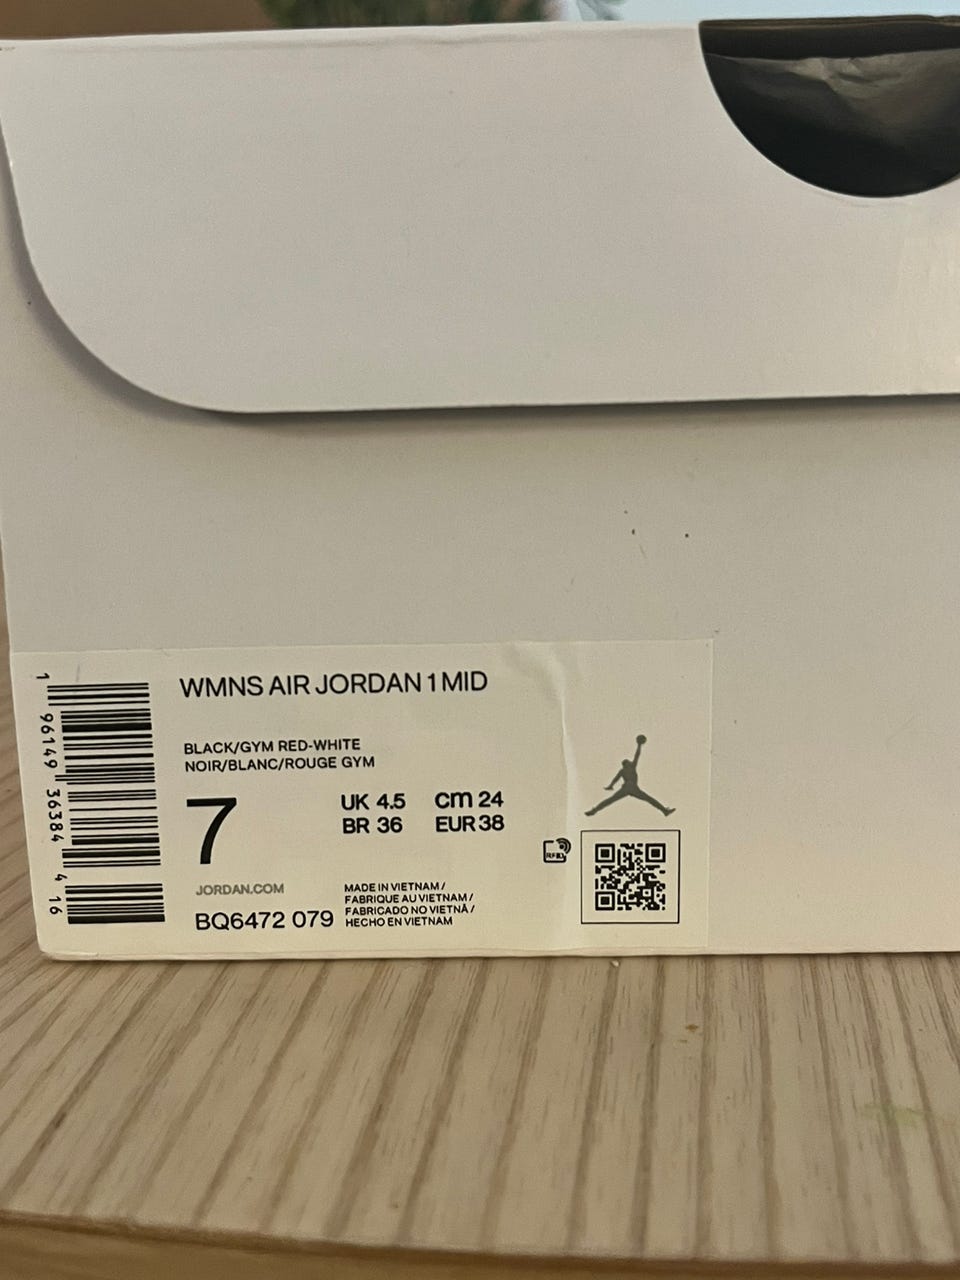 WMNS AIR JORDAN 1 MID
BLACK/GYM RED-WHITE
NOIR/BLANC/ROUGE GYM
7
UK 4.5 cm 24
BR 36 EUR 38
JORDAN.COM
BQ6472 079
MADE IN VIETNAM /
FABRIQUE AU VIETNAM /
FABRICADO NO VIETNÃ /
HECHO EN VIETNAM
RFID
1 96149 36384 4 16